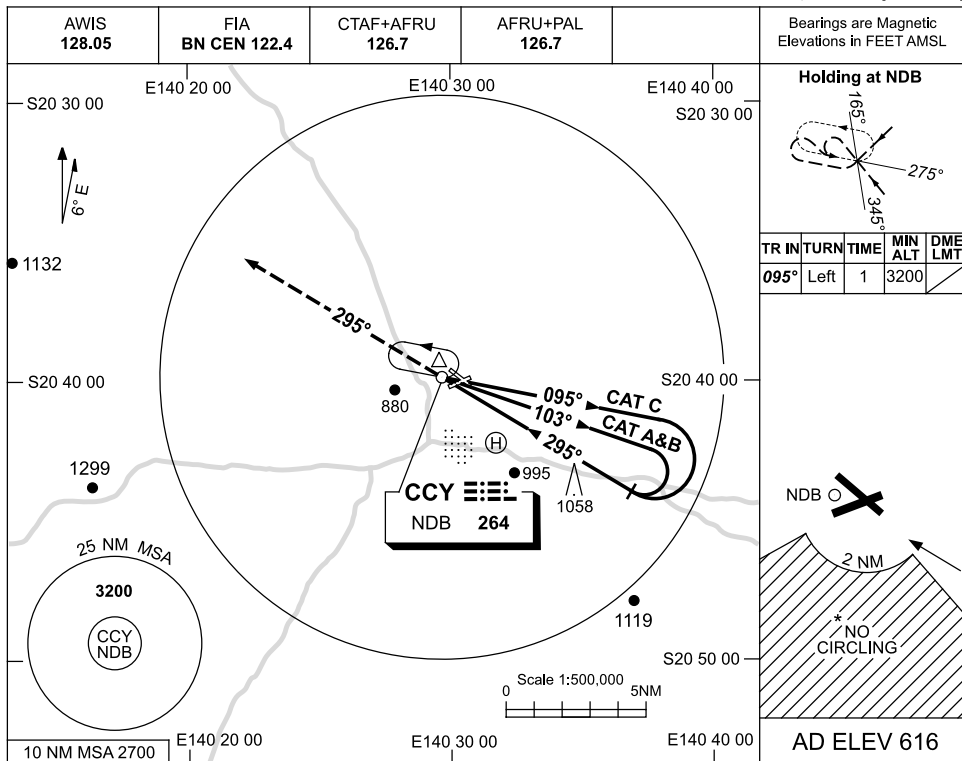 AWIS
128.05
FIA
BN CEN 122.4
CTAF+AFRU
126.7
AFRU+PAL
126.7
Bearings are Magnetic
Elevations in FEET AMSL
E140 20 00
E140 30 00
E140 40 00
S20 30 00
S20 30 00
6° E
1132
295°
880
S20 40 00
S20 40 00
095°
CAT C
103°
CAT A&B
295°
H
995
1058
1299
CCY
NDB 264
1119
25 NM MSA
3200
CCY
NDB
S20 50 00
Scale 1:500,000
0
5NM
10 NM MSA 2700
E140 20 00
E140 30 00
E140 40 00
Holding at NDB
165°
275°
345°
TR IN TURN TIME MIN ALT DME LMT
095° Left 1 3200
NDB
2 NM
* NO
CIRCLING
AD ELEV 616